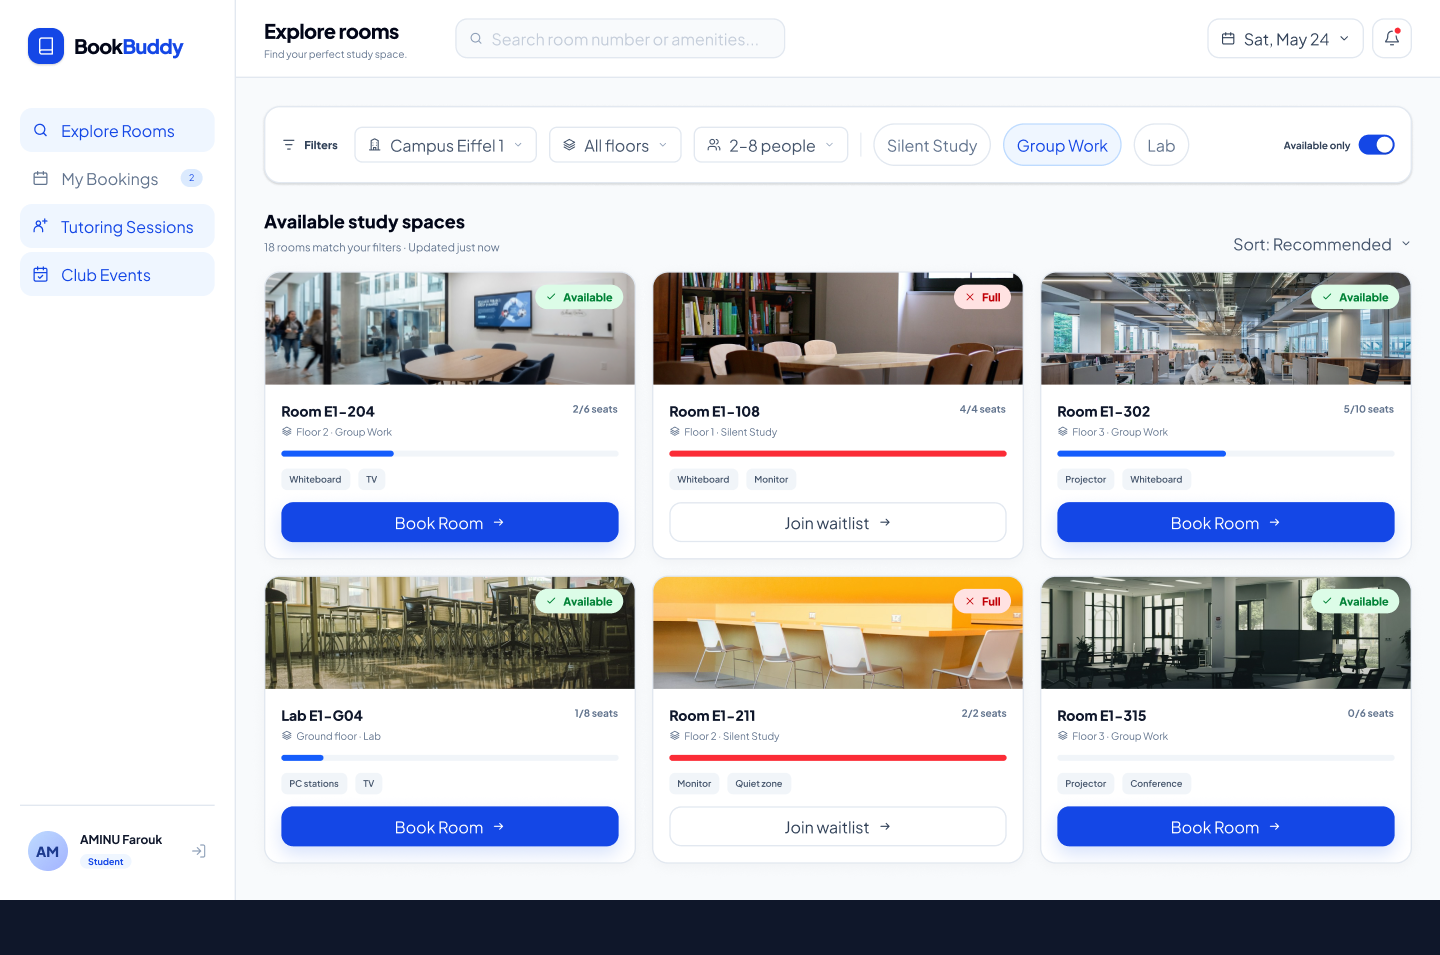 BookBuddy
Explore Rooms
My Bookings 2
Tutoring Sessions
Club Events
AM
AMINU Farouk
Student
Explore rooms
Find your perfect study space.
Search room number or amenities...
Sat, May 24
Filters
Campus Eiffel 1
All floors
2-8 people
Silent Study
Group Work
Lab
Available only
Available study spaces
18 rooms match your filters · Updated just now
Sort: Recommended
Available
Room E1-204
2/6 seats
Floor 2 · Group Work
Whiteboard
TV
Book Room →
Full
Room E1-108
4/4 seats
Floor 1 · Silent Study
Whiteboard
Monitor
Join waitlist →
Available
Room E1-302
5/10 seats
Floor 3 · Group Work
Projector
Whiteboard
Book Room →
Available
Lab E1-G04
1/8 seats
Ground floor · Lab
PC stations
TV
Book Room →
Full
Room E1-211
2/2 seats
Floor 2 · Silent Study
Monitor
Quiet zone
Join waitlist →
Available
Room E1-315
0/6 seats
Floor 3 · Group Work
Projector
Conference
Book Room →